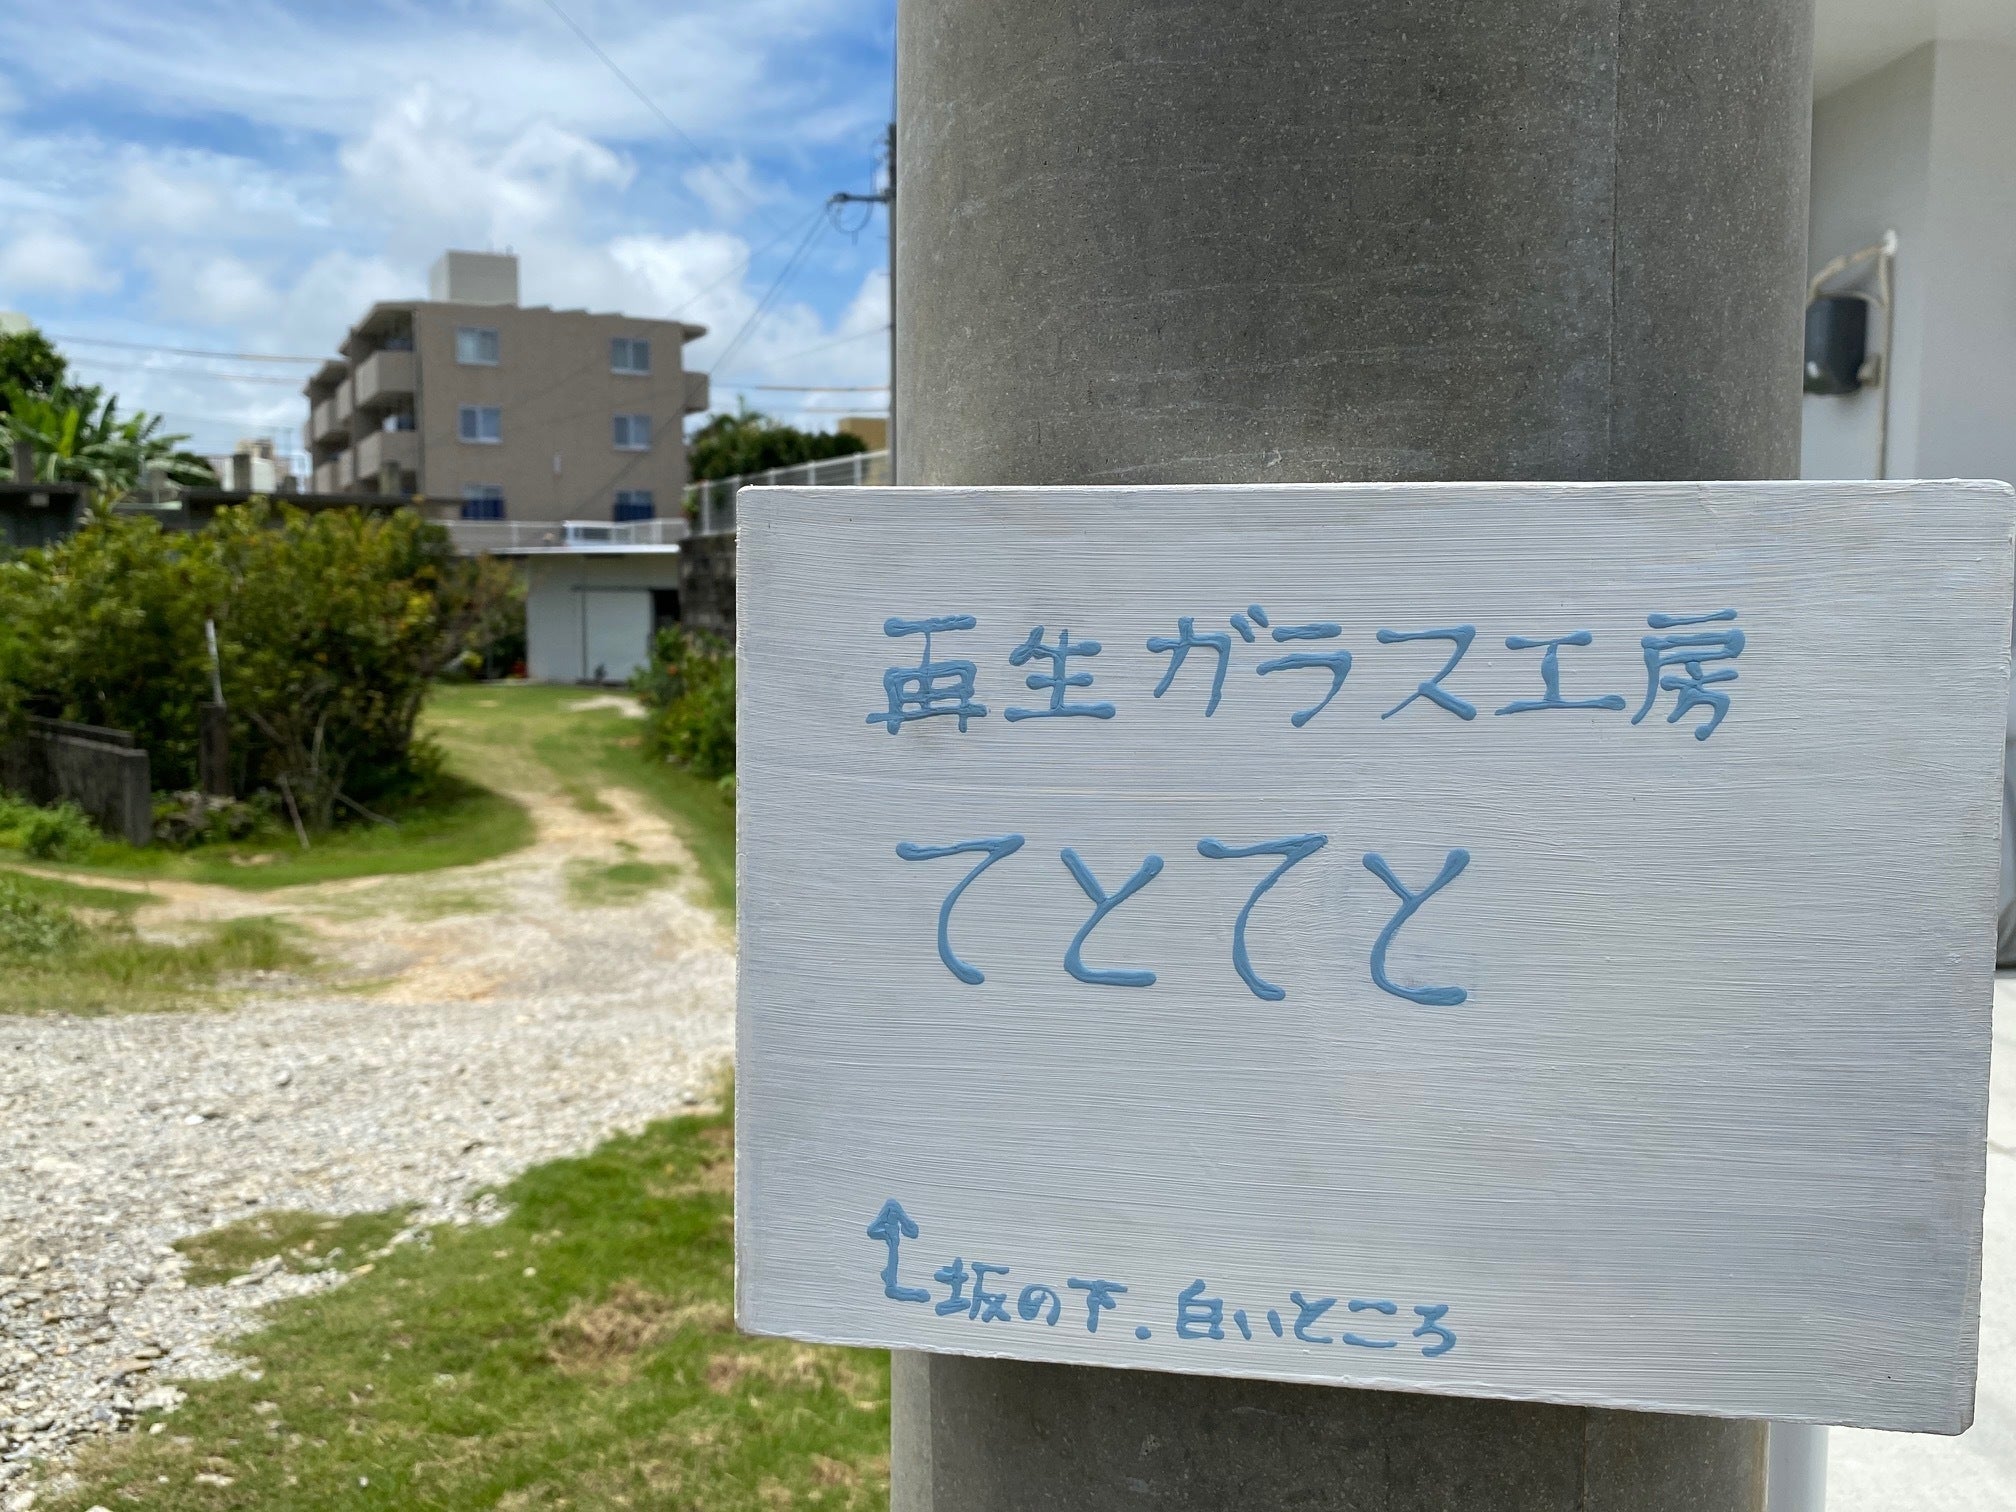 再生ガラス工房
てとてと
↑坂の下.白いところ